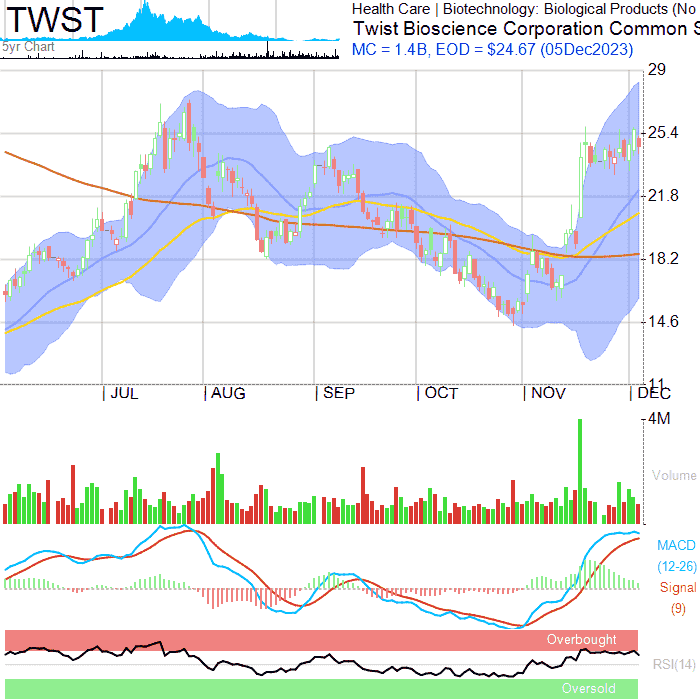 TWST
5yr Chart
Health Care | Biotechnology: Biological Products (No
Twist Bioscience Corporation Common S
MC = 1.4B, EOD = $24.67 (05Dec2023)
29
25.4
21.8
18.2
14.6
11
| JUL | AUG | SEP | OCT | NOV | DEC
4M
Volume
MACD
(12-26)
Signal
(9)
Overbought
RSI(14)
Oversold